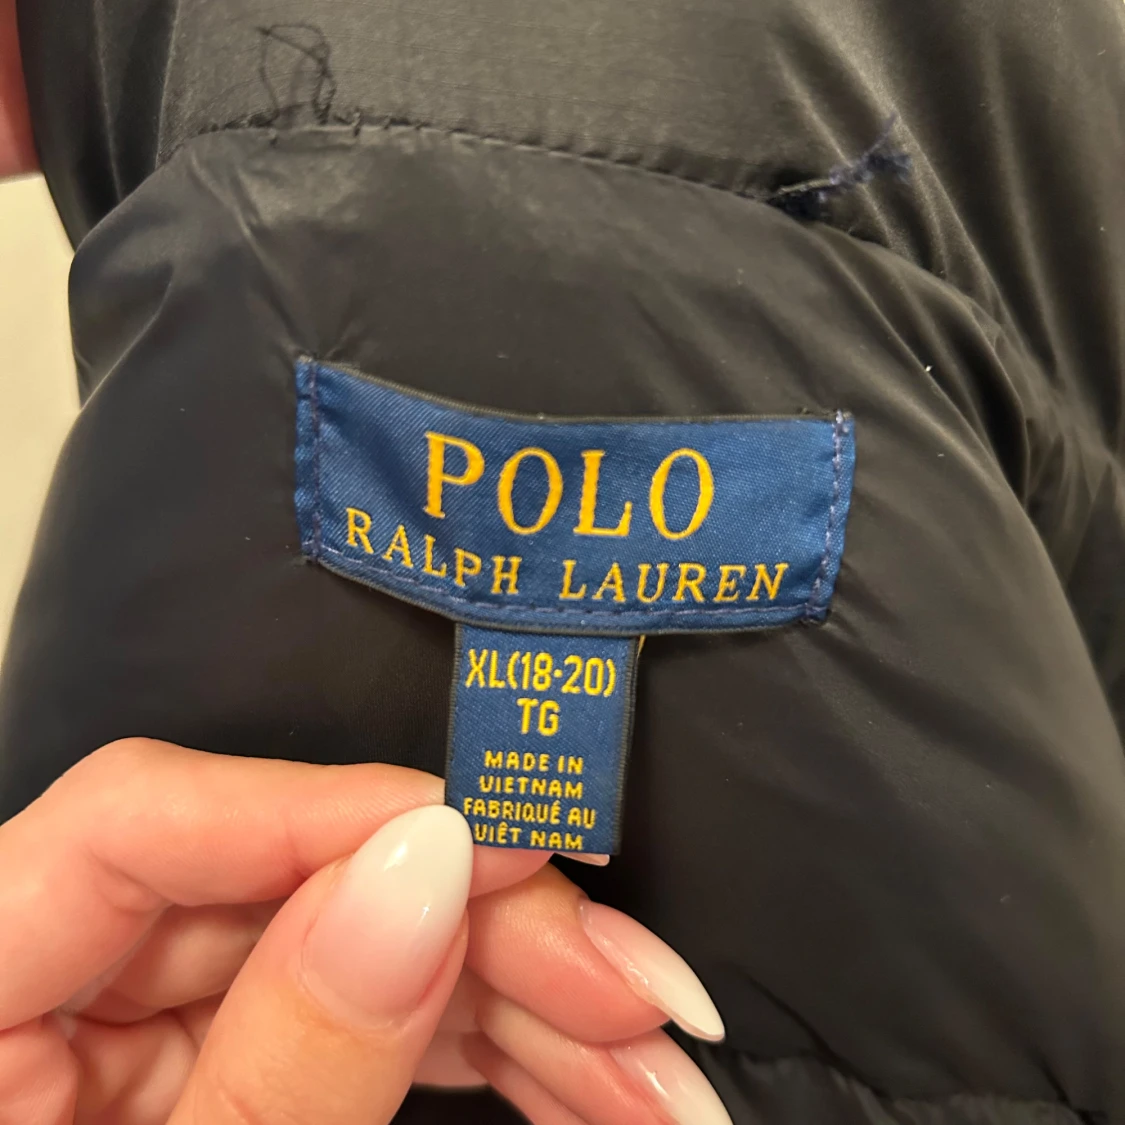 POLO
RALPH LAUREN
XL(18-20)
TG
MADE IN
VIETNAM
FABRIQUÉ AU
VIÊT NAM